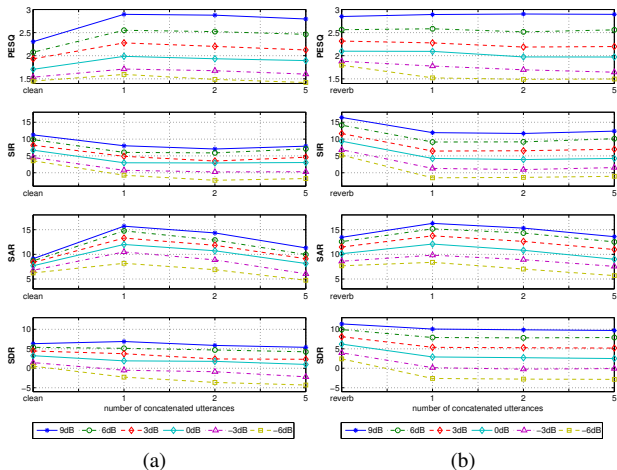 3
2.5
2
1.5
PESQ
clean 1 2 5
15
10
5
0
SIR
clean 1 2 5
15
10
5
SAR
clean 1 2 5
10
5
0
−5
SDR
clean 1 2 5
number of concatenated utterances
9dB 6dB 3dB 0dB −3dB −6dB
(a)
3
2.5
2
1.5
PESQ
reverb 1 2 5
15
10
5
0
SIR
reverb 1 2 5
15
10
5
SAR
reverb 1 2 5
10
5
0
−5
SDR
reverb 1 2 5
number of concatenated utterances
9dB 6dB 3dB 0dB −3dB −6dB
(b)